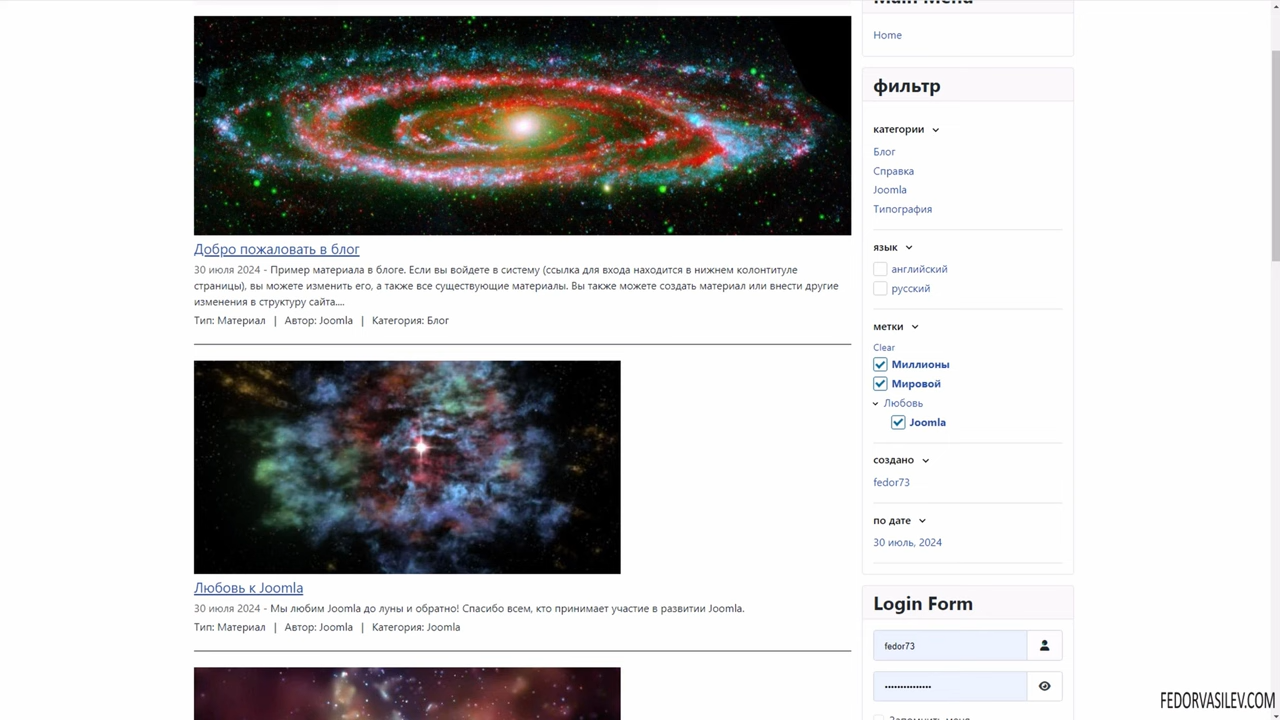 Добро пожаловать в блог
30 июля 2024 - Пример материала в блоге. Если вы войдете в систему (ссылка для входа находится в нижнем колонтитуле
страницы), вы можете изменить его, а также все существующие материалы. Вы также можете создать материал или внести другие
изменения в структуру сайта....
Тип: Материал | Автор: Joomla | Категория: Блог
Любовь к Joomla
30 июля 2024 - Мы любим Joomla до луны и обратно! Спасибо всем, кто принимает участие в развитии Joomla.
Тип: Материал | Автор: Joomla | Категория: Joomla
Main Menu
Home
фильтр
категории
Блог
Справка
Joomla
Типография
язык
английский
русский
метки
Clear
Миллионы
Мировой
Любовь
Joomla
создано
fedor73
по дате
30 июль, 2024
Login Form
fedor73
•••••••••••••••
Запомнить меня
FEDORVASILEV.COM